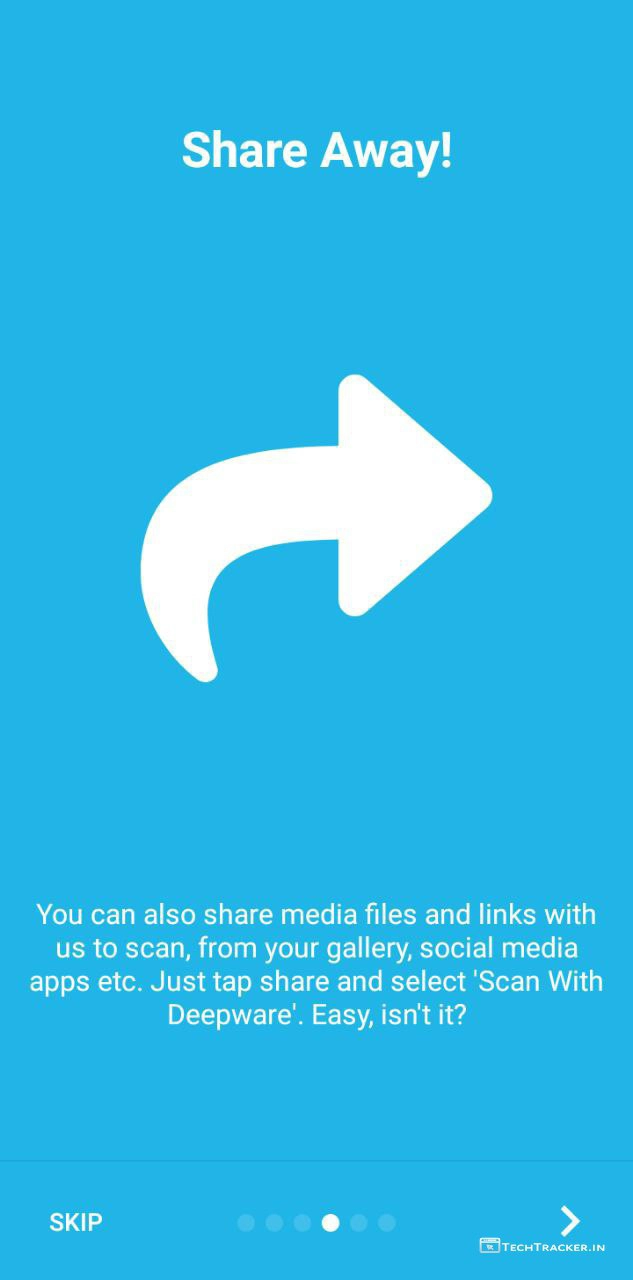 Share Away!
You can also share media files and links with
us to scan, from your gallery, social media
apps etc. Just tap share and select 'Scan With
Deepware'. Easy, isn't it?
SKIP
TECHTRACKER.IN